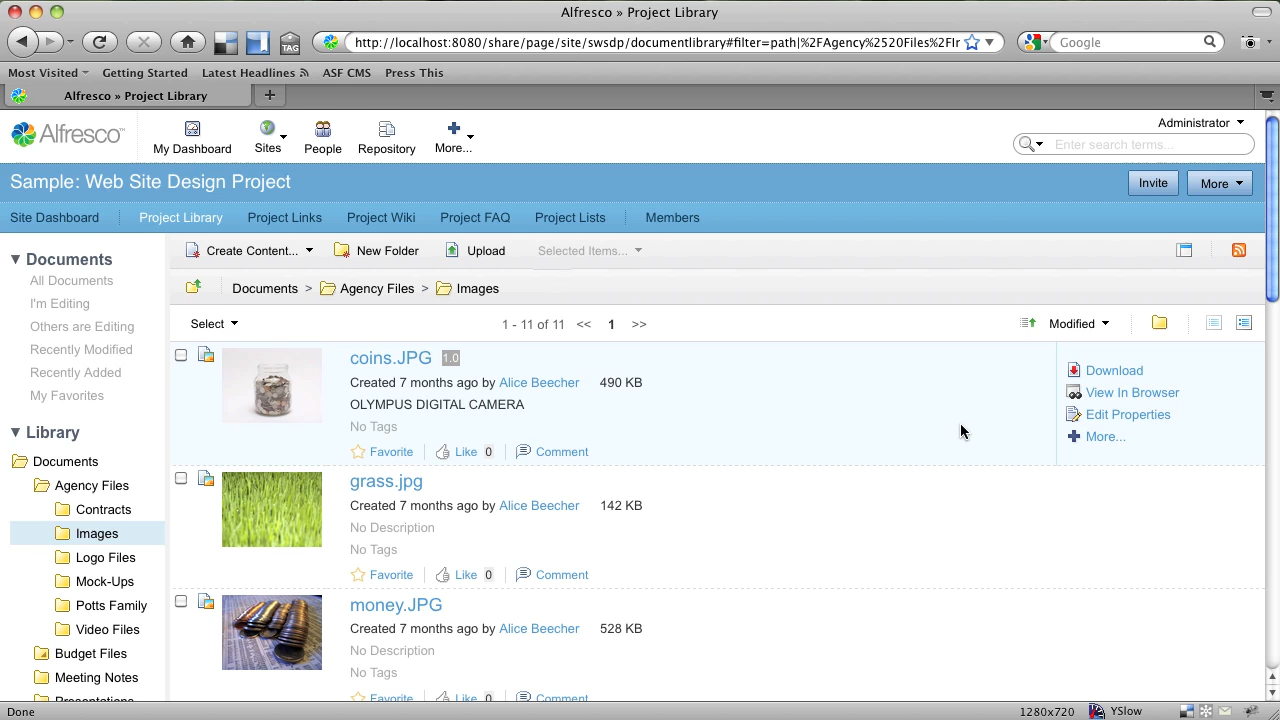 Alfresco » Project Library
TAG
http://localhost:8080/share/page/site/swsdp/documentlibrary#filter=path|%2FAgency%2520Files%2FIr
Google
Most Visited Getting Started Latest Headlines ASF CMS Press This
Alfresco » Project Library
Alfresco™
My Dashboard Sites People Repository More...
Administrator
Enter search terms...
Sample: Web Site Design Project
Invite More
Site Dashboard Project Library Project Links Project Wiki Project FAQ Project Lists Members
Documents
All Documents
I'm Editing
Others are Editing
Recently Modified
Recently Added
My Favorites
Library
Documents
Agency Files
Contracts
Images
Logo Files
Mock-Ups
Potts Family
Video Files
Budget Files
Meeting Notes
Presentations
Create Content... New Folder Upload Selected Items...
Documents > Agency Files > Images
Select 1 - 11 of 11 << 1 >> Modified
coins.JPG 1.0
Created 7 months ago by Alice Beecher 490 KB
OLYMPUS DIGITAL CAMERA
No Tags
Favorite Like 0 Comment
Download
View In Browser
Edit Properties
More...
grass.jpg
Created 7 months ago by Alice Beecher 142 KB
No Description
No Tags
Favorite Like 0 Comment
money.JPG
Created 7 months ago by Alice Beecher 528 KB
No Description
No Tags
Favorite Like 0 Comment
Done 1280x720 YSlow